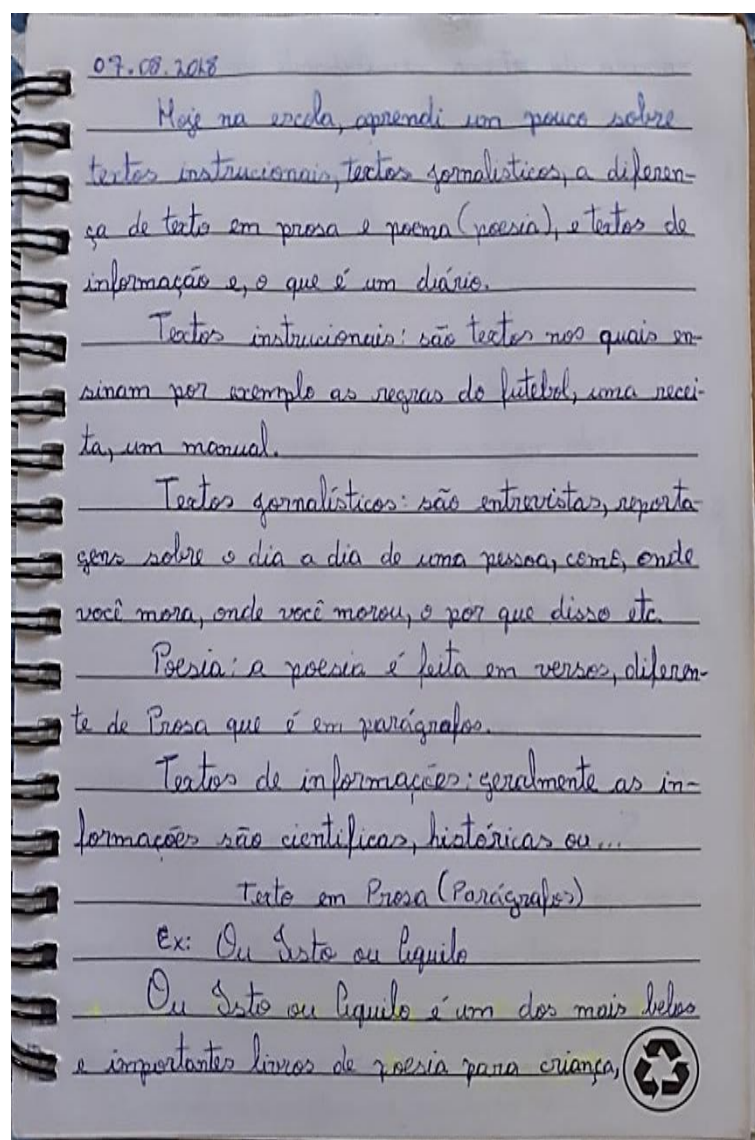 07.08.2018
Hoje na escola, aprendi um pouco sobre
textos instrucionais, textos jornalisticos, a diferen-
ça de texto em prosa e poema (poesia), e textos de
informação e, o que é um diário.
Textos instrucionais: são textos nos quais en-
sinam por exemplo as regras do futebol, uma recei-
ta, um manual.
Textos jornalísticos: são entrevistas, reporta-
gens sobre o dia a dia de uma pessoa, come, onde
você mora, onde você morou, o por que disso etc.
Poesia: a poesia é feita em versos, diferen-
te de Prosa que é em parágrafos.
Textos de informações: geralmente as in-
formações são cientificas, históricas ou...
Texto em Prosa (Parágrafos)
Ex: Ou Isto ou Aquilo
Ou Isto ou Aquilo é um dos mais belos
e importantes livros de poesia para criança,